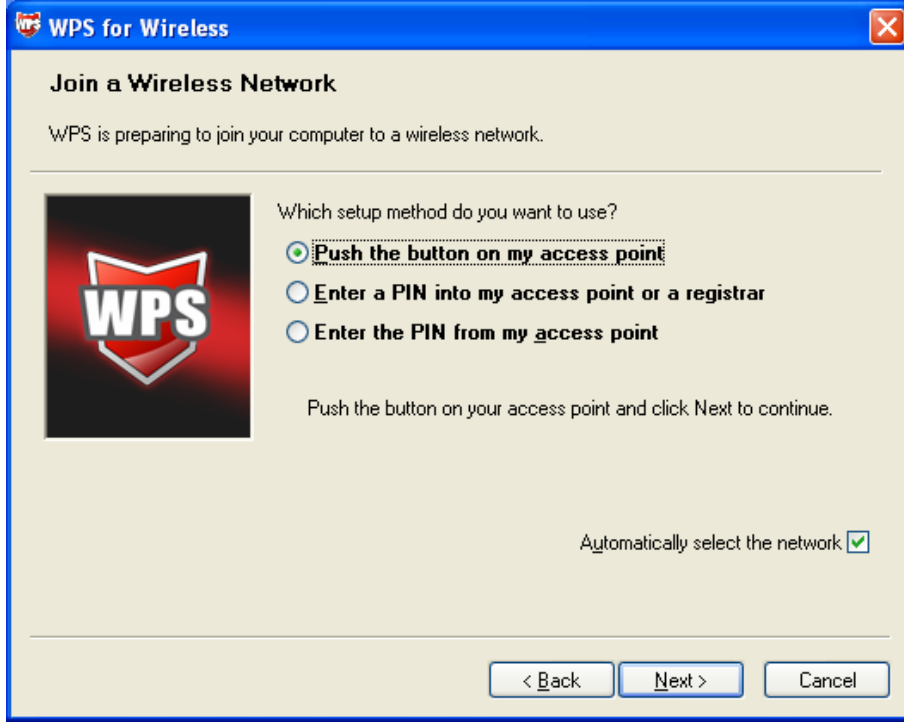 WPS for Wireless
Join a Wireless Network
WPS is preparing to join your computer to a wireless network.
Which setup method do you want to use?
WPS
Push the button on my access point
Enter a PIN into my access point or a registrar
Enter the PIN from my access point
Push the button on your access point and click Next to continue.
Automatically select the network
< Back
Next >
Cancel